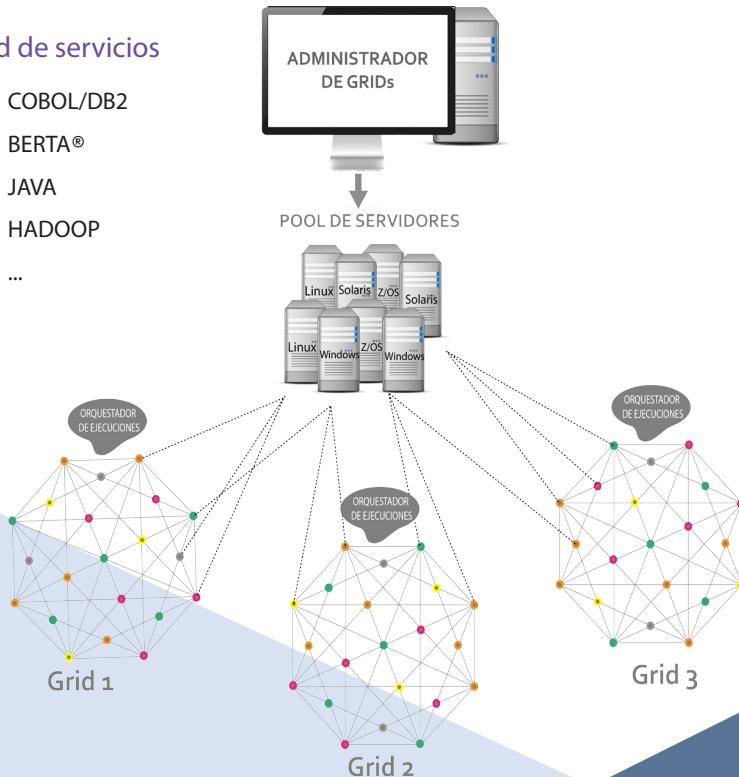 d de servicios
COBOL/DB2
BERTA®
JAVA
HADOOP
...
ADMINISTRADOR
DE GRIDs
POOL DE SERVIDORES
Linux
Solaris
Z/OS
Solaris
Linux
Windows
Z/OS
Windows
ORQUESTADOR
DE EJECUCIONES
Grid 1
ORQUESTADOR
DE EJECUCIONES
Grid 2
ORQUESTADOR
DE EJECUCIONES
Grid 3